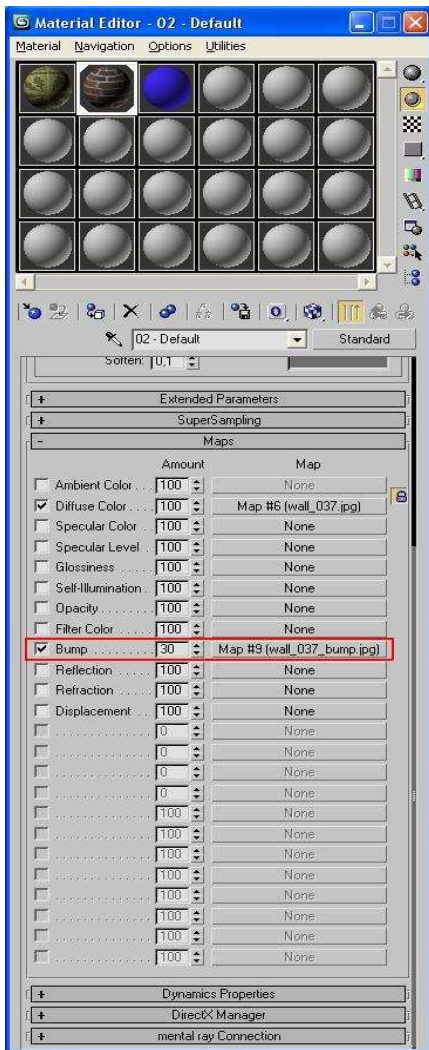 Material Editor - 02 - Default
Material Navigation Options Utilities
02 - Default Standard
Soften: 0,1
+ Extended Parameters
+ SuperSampling
- Maps
Amount Map
Ambient Color . . . 100 None
Diffuse Color . . . . 100 Map #6 (wall_037.jpg)
Specular Color . . 100 None
Specular Level . . 100 None
Glossiness . . . . . 100 None
Self-Illumination . 100 None
Opacity . . . . . . . . 100 None
Filter Color . . . . . 100 None
Bump . . . . . . . . . 30 Map #9 (wall_037_bump.jpg)
Reflection . . . . . 100 None
Refraction . . . . . 100 None
Displacement . . 100 None
. . . . . . . . . . . . . . . 0 None
. . . . . . . . . . . . . . . 0 None
. . . . . . . . . . . . . . . 0 None
. . . . . . . . . . . . . . . 0 None
. . . . . . . . . . . . . . . 100 None
. . . . . . . . . . . . . . . 100 None
. . . . . . . . . . . . . . . 100 None
. . . . . . . . . . . . . . . 100 None
. . . . . . . . . . . . . . . 100 None
. . . . . . . . . . . . . . . 100 None
. . . . . . . . . . . . . . . 100 None
. . . . . . . . . . . . . . . 100 None
+ Dynamics Properties
+ DirectX Manager
+ mental ray Connection